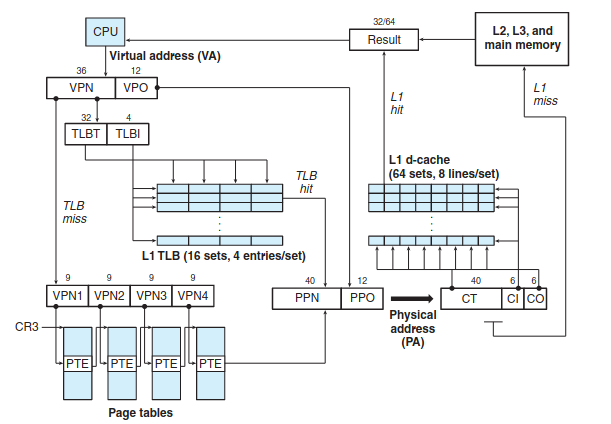 CPU
32/64
Result
L2, L3, and
main memory
Virtual address (VA)
36
12
VPN
VPO
32
4
TLBT
TLBI
L1
hit
L1
miss
L1 d-cache
(64 sets, 8 lines/set)
TLB
hit
TLB
miss
...
...
L1 TLB (16 sets, 4 entries/set)
9
9
9
9
VPN1
VPN2
VPN3
VPN4
40
12
PPN
PPO
40
6
6
CT
CI
CO
Physical
address
(PA)
CR3
PTE
PTE
PTE
PTE
Page tables